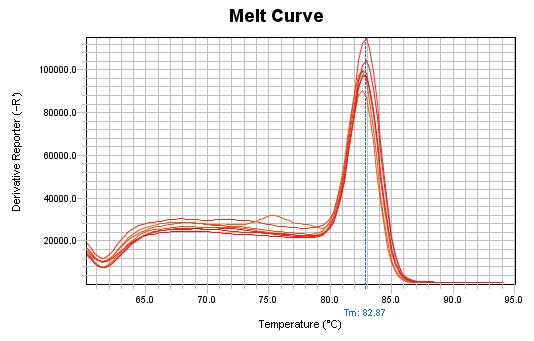 Melt Curve
Derivative Reporter (-R')
100000.0
80000.0
60000.0
40000.0
20000.0
65.0 70.0 75.0 80.0 85.0 90.0 95.0
Tm: 82.87
Temperature (°C)